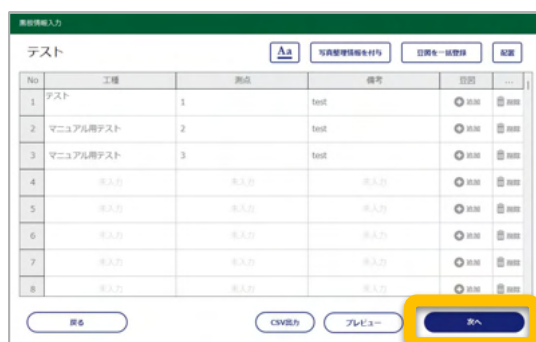 黒板情報入力
テスト
Aa 写真整理情報を付与 豆図を一括登録 配置
No 工種 測点 備考 豆図 ...
1 テスト 1 test 追加 削除
2 マニュアル用テスト 2 test 追加 削除
3 マニュアル用テスト 3 test 追加 削除
4 未入力 未入力 未入力 追加 削除
5 未入力 未入力 未入力 追加 削除
6 未入力 未入力 未入力 追加 削除
7 未入力 未入力 未入力 追加 削除
8 未入力 未入力 未入力 追加 削除
戻る CSV出力 プレビュー 次へ